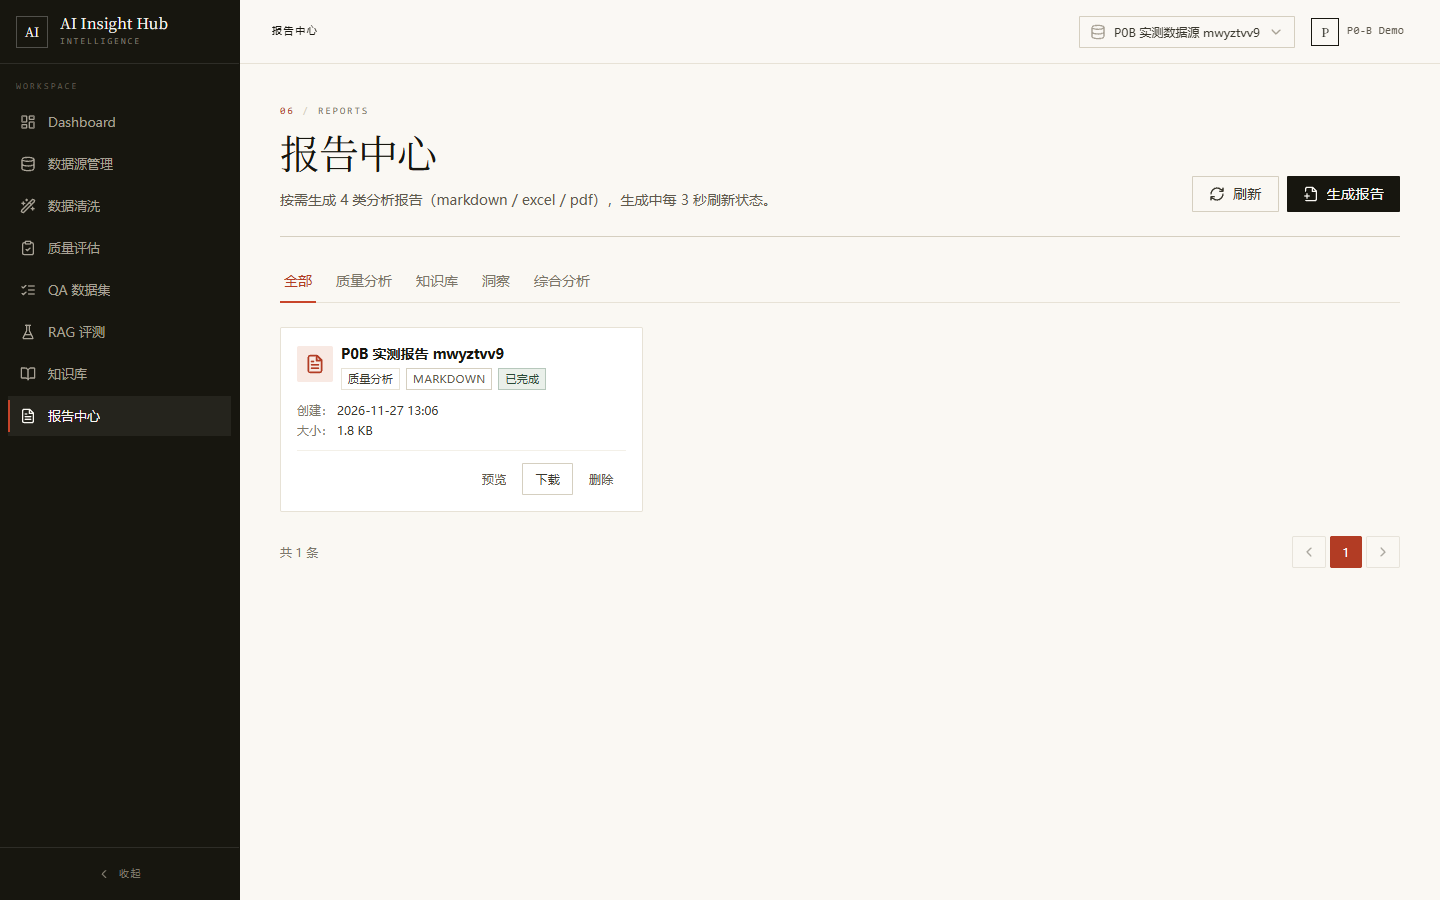 AI
AI Insight Hub
INTELLIGENCE
WORKSPACE
Dashboard
数据源管理
数据清洗
质量评估
QA 数据集
RAG 评测
知识库
报告中心
收起
报告中心
P0B 实测数据源 mwyztvv9
P
P0-B Demo
06 / REPORTS
报告中心
按需生成 4 类分析报告（markdown / excel / pdf），生成中每 3 秒刷新状态。
刷新
生成报告
全部 质量分析 知识库 洞察 综合分析
P0B 实测报告 mwyztvv9
质量分析 MARKDOWN 已完成
创建： 2026-11-27 13:06
大小： 1.8 KB
预览 下载 删除
共 1 条
1